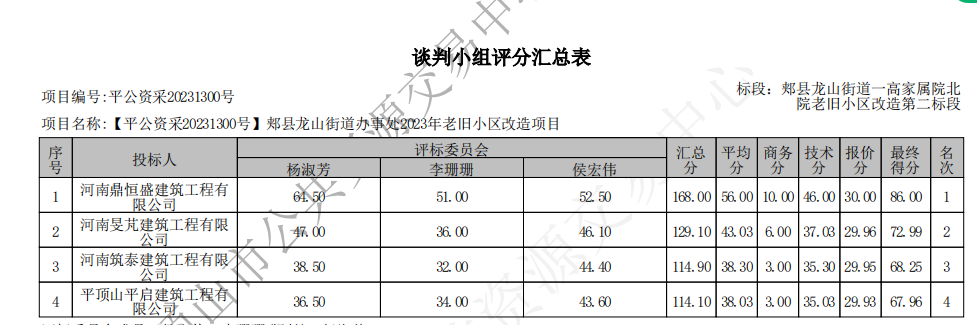 谈判小组评分汇总表
项目编号:平公资采20231300号
标段: 郏县龙山街道一高家属院北
院老旧小区改造第二标段
项目名称:【平公资采20231300号】郏县龙山街道办事处2023年老旧小区改造项目
序号 投标人 评标委员会 汇总分 平均分 商务分 技术分 报价分 最终得分 名次
杨淑芳 李珊珊 侯宏伟
1 河南鼎恒盛建筑工程有限公司 64.50 51.00 52.50 168.00 56.00 10.00 46.00 30.00 86.00 1
2 河南旻芃建筑工程有限公司 47.00 36.00 46.10 129.10 43.03 6.00 37.03 29.96 72.99 2
3 河南筑泰建筑工程有限公司 38.50 32.00 44.40 114.90 38.30 3.00 35.30 29.95 68.25 3
4 平顶山平启建筑工程有限公司 36.50 34.00 43.60 114.10 38.03 3.00 35.03 29.93 67.96 4